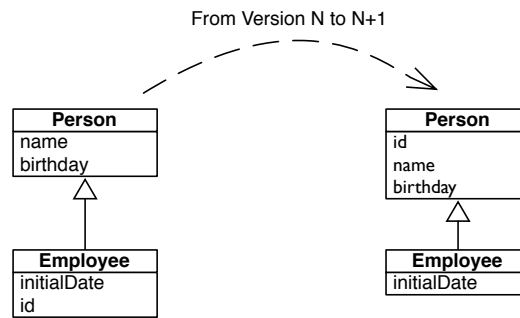 From Version N to N+1
Person
name
birthday
Employee
initialDate
id
Person
id
name
birthday
Employee
initialDate